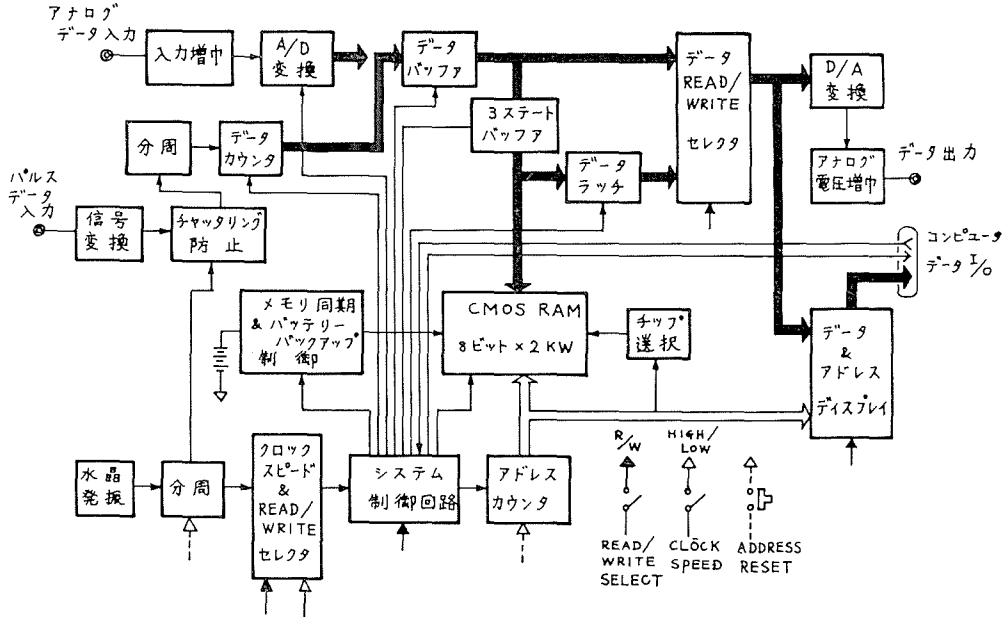 アナログ
データ入力
入力増巾
A/D
変換
データ
バッファ
データ
READ/
WRITE
セレクタ
D/A
変換
3ステート
バッファ
分周
データ
カウンタ
データ
ラッチ
アナログ
電圧増巾
データ出力
パルス
データ
入力
信号
変換
チャッタリング
防止
コンピュータ
データ I/O
メモリ同期
&バッテリー
バックアップ
制御
CMOS RAM
8ビット×2KW
チップ
選択
データ
&
アドレス
ディスプレイ
水晶
発振
分周
クロック
スピード
&
READ/
WRITE
セレクタ
システム
制御回路
アドレス
カウンタ
R/W
HIGH/
LOW
READ/
WRITE
SELECT
CLOCK
SPEED
ADDRESS
RESET